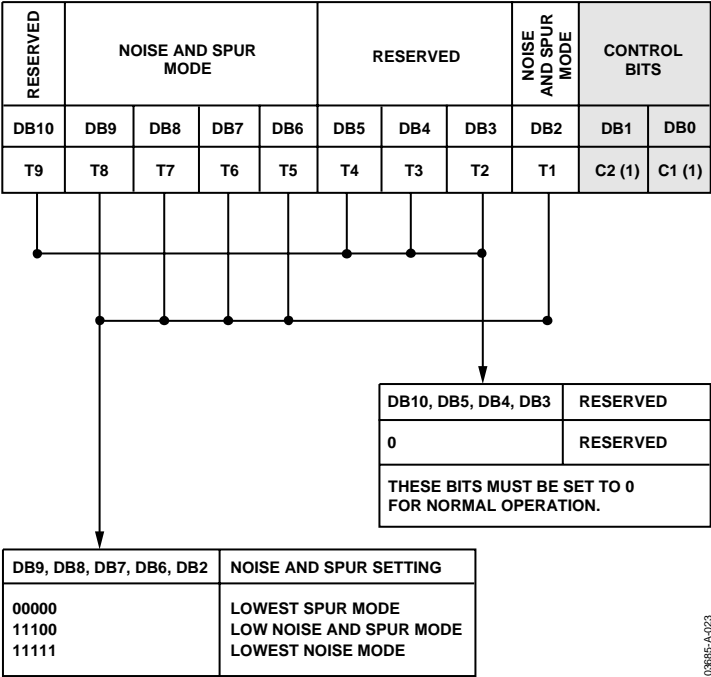 RESERVED
NOISE AND SPUR
MODE
RESERVED
NOISE
AND SPUR
MODE
CONTROL
BITS
DB10 DB9 DB8 DB7 DB6 DB5 DB4 DB3 DB2 DB1 DB0
T9 T8 T7 T6 T5 T4 T3 T2 T1 C2 (1) C1 (1)
DB10, DB5, DB4, DB3 RESERVED
0 RESERVED
THESE BITS MUST BE SET TO 0
FOR NORMAL OPERATION.
DB9, DB8, DB7, DB6, DB2 NOISE AND SPUR SETTING
00000 LOWEST SPUR MODE
11100 LOW NOISE AND SPUR MODE
11111 LOWEST NOISE MODE
03685-A-023